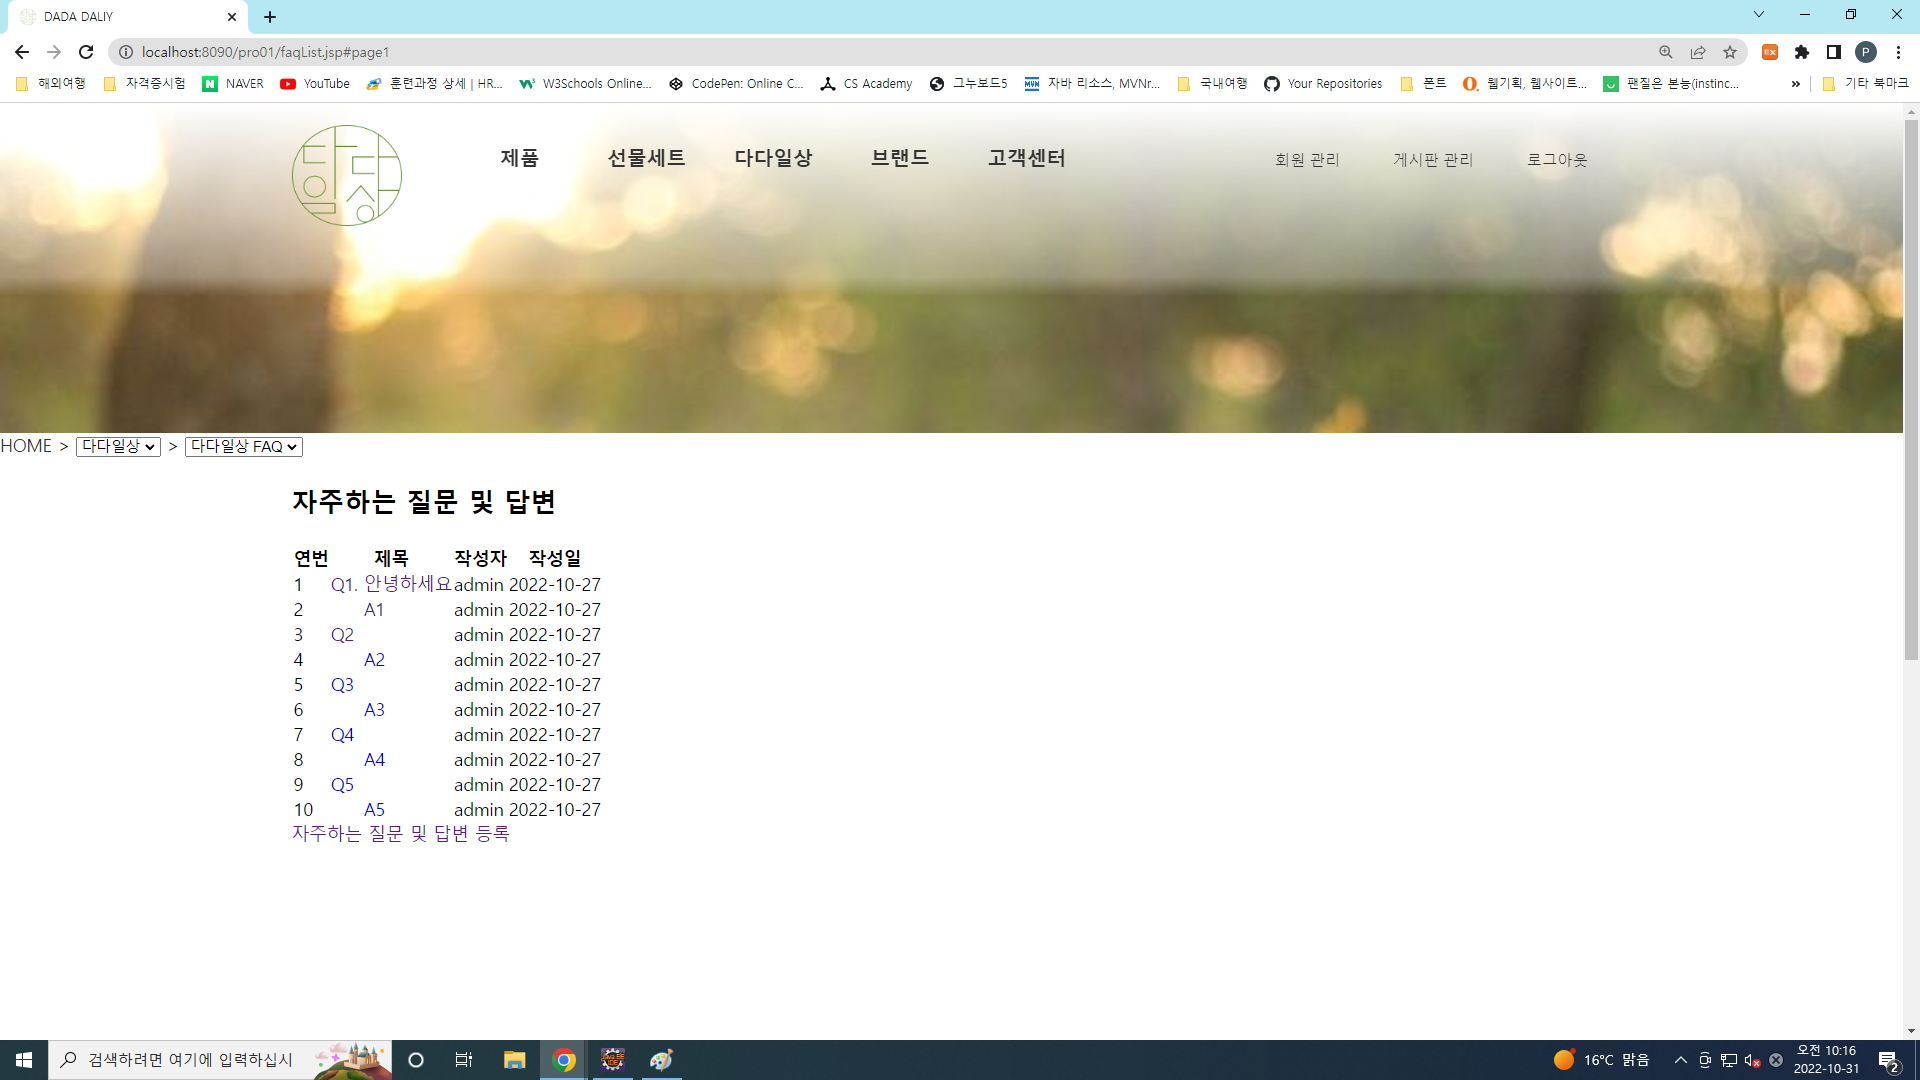 DADA DALIY
localhost:8090/pro01/faqList.jsp#page1
P
해외여행 자격증시험 NAVER YouTube 훈련과정 상세 | HR... W3Schools Online... CodePen: Online C... CS Academy 그누보드5 자바 리소스, MVNr... 국내여행 Your Repositories 폰트 웹기획, 웹사이트... 팬질은 본능(instinc... » 기타 북마크
다다일상
제품 선물세트 다다일상 브랜드 고객센터 회원 관리 게시판 관리 로그아웃
HOME > 다다일상 > 다다일상 FAQ
자주하는 질문 및 답변
연번 제목 작성자 작성일
1 Q1. 안녕하세요 admin 2022-10-27
2 A1 admin 2022-10-27
3 Q2 admin 2022-10-27
4 A2 admin 2022-10-27
5 Q3 admin 2022-10-27
6 A3 admin 2022-10-27
7 Q4 admin 2022-10-27
8 A4 admin 2022-10-27
9 Q5 admin 2022-10-27
10 A5 admin 2022-10-27
자주하는 질문 및 답변 등록
검색하려면 여기에 입력하십시
16°C 맑음
오전 10:16
2022-10-31
2